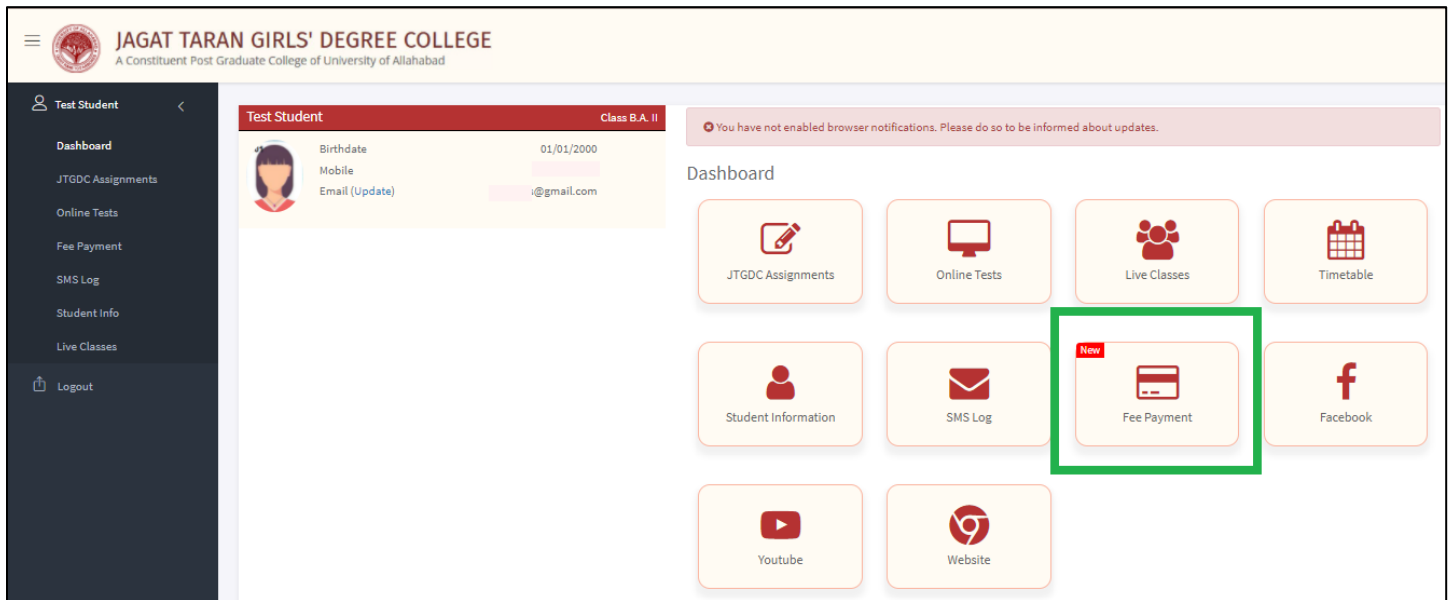 JAGAT TARAN GIRLS' DEGREE COLLEGE
A Constituent Post Graduate College of University of Allahabad
Test Student
Dashboard
JTGDC Assignments
Online Tests
Fee Payment
SMS Log
Student Info
Live Classes
Logout
Test Student Class B.A. II
Birthdate 01/01/2000
Mobile
Email (Update) @gmail.com
You have not enabled browser notifications. Please do so to be informed about updates.
Dashboard
JTGDC Assignments
Online Tests
Live Classes
Timetable
Student Information
SMS Log
New
Fee Payment
Facebook
Youtube
Website